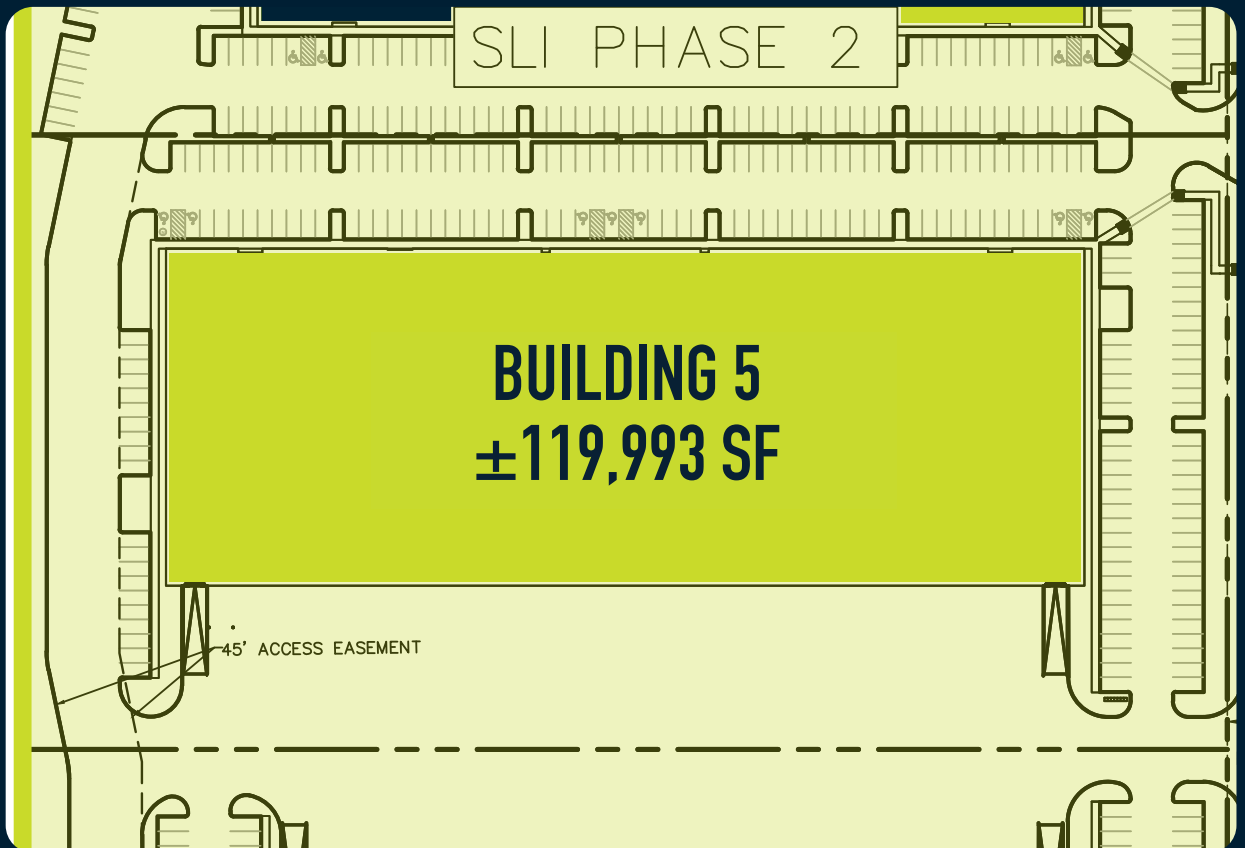 SLI PHASE 2
BUILDING 5
±119,993 SF
45' ACCESS EASEMENT